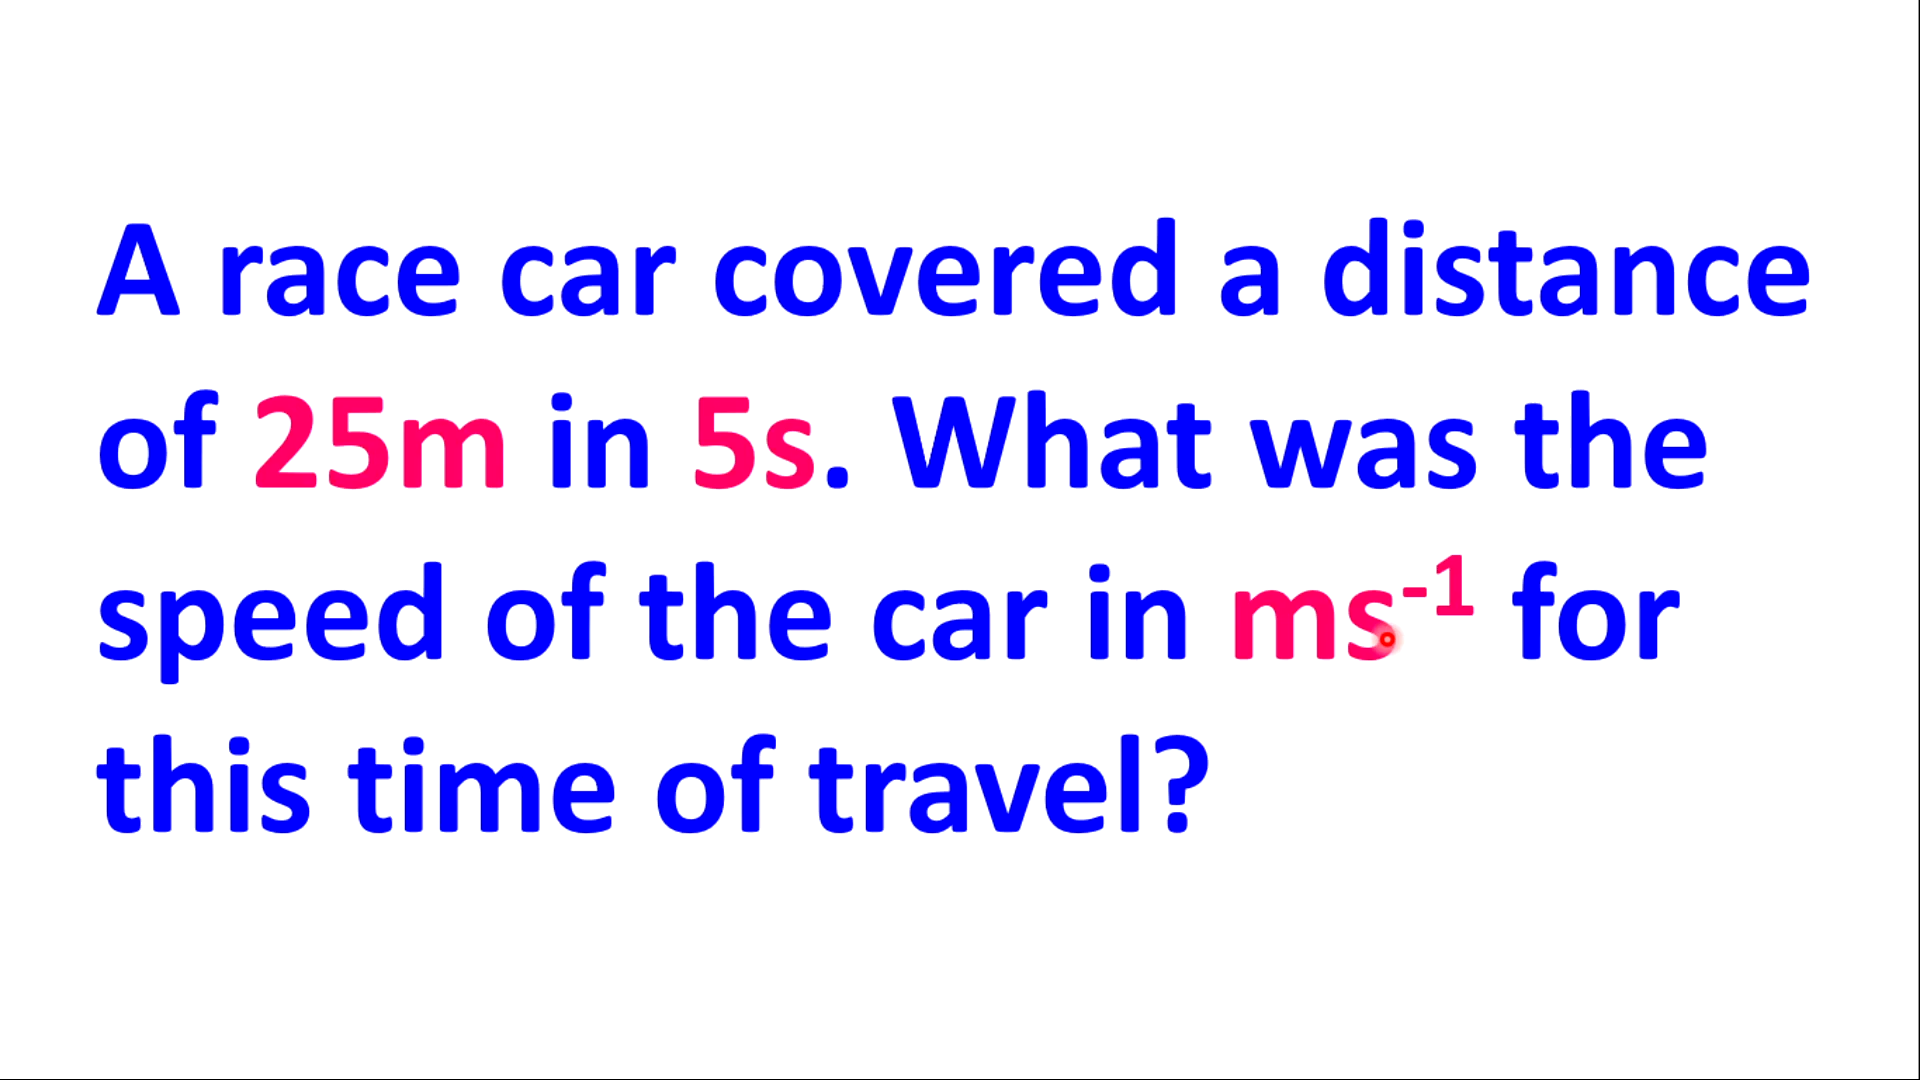 A race car covered a distance
of 25m in 5s. What was the
speed of the car in ms⁻¹ for
this time of travel?